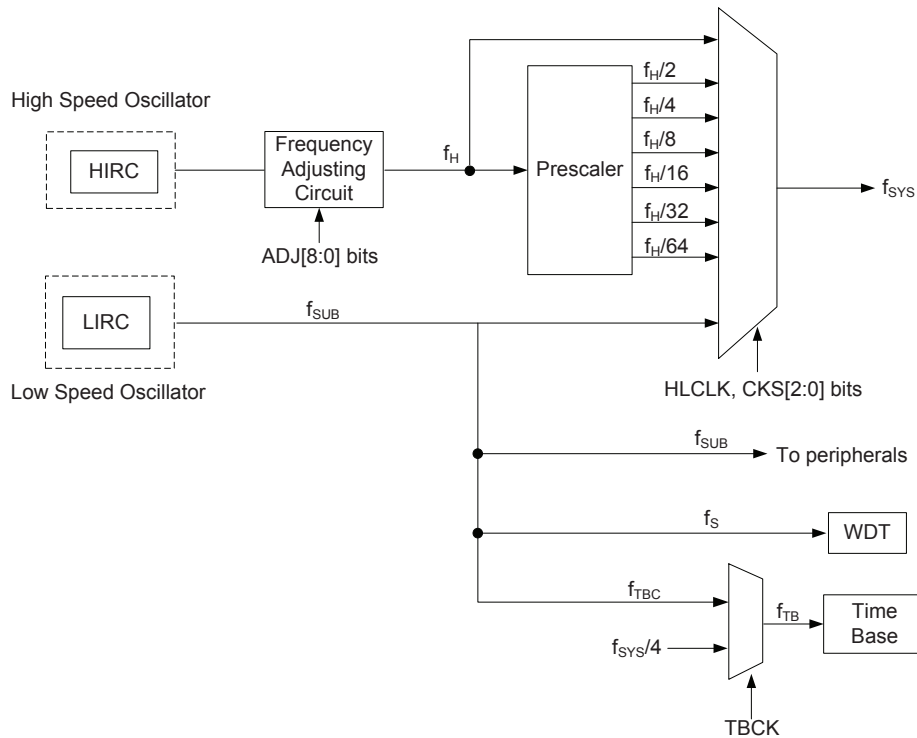 High Speed Oscillator
HIRC
Frequency
Adjusting
Circuit
ADJ[8:0] bits
fH
Prescaler
fH/2
fH/4
fH/8
fH/16
fH/32
fH/64
fSYS
LIRC
Low Speed Oscillator
fSUB
HLCLK, CKS[2:0] bits
fSUB
To peripherals
fS
WDT
fTBC
fSYS/4
fTB
Time
Base
TBCK